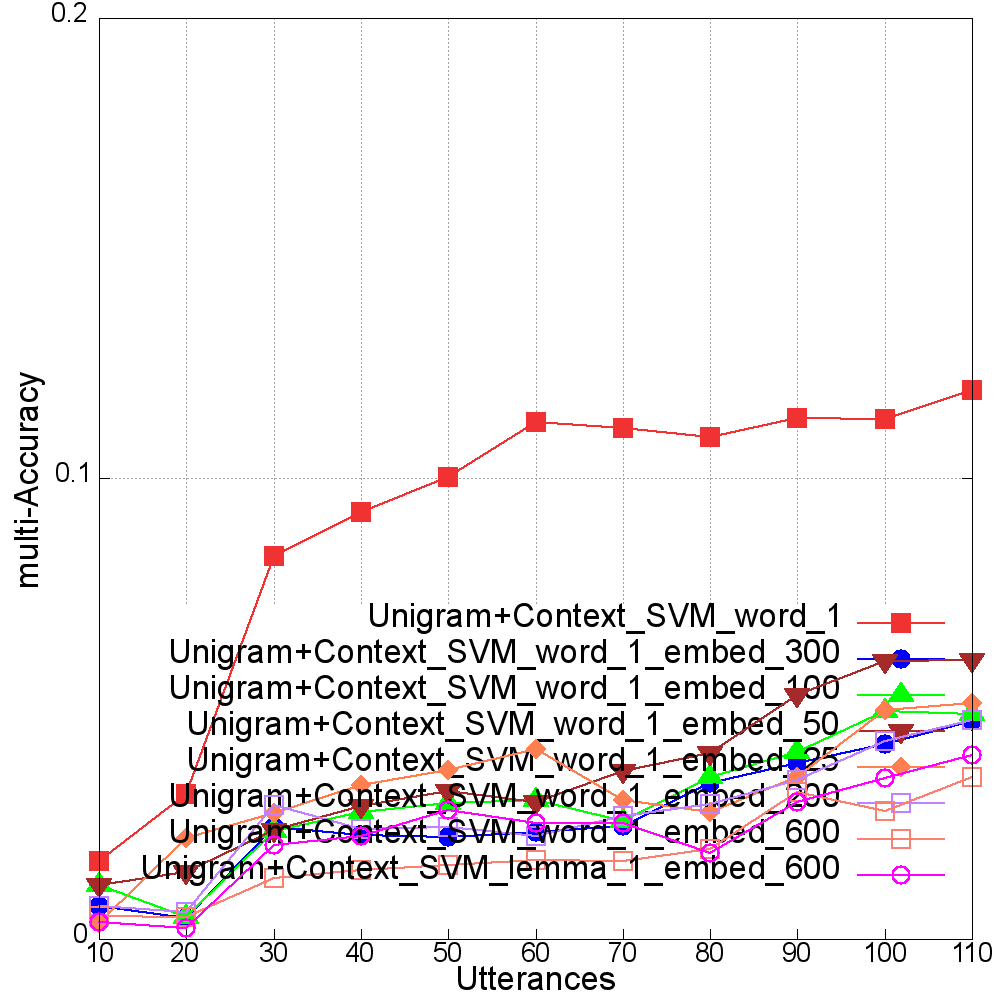 0.2
0.1
0
multi-Accuracy
Unigram+Context_SVM_word_1
Unigram+Context_SVM_word_1_embed_300
Unigram+Context_SVM_word_1_embed_100
Unigram+Context_SVM_word_1_embed_50
Unigram+Context_SVM_word_1_embed_25
Unigram+Context_SVM_word_1_embed
Unigram+Context_SVM_word_1_embed_600
Unigram+Context_SVM_lemma_1_embed_600
10 20 30 40 50 60 70 80 90 100 110
Utterances